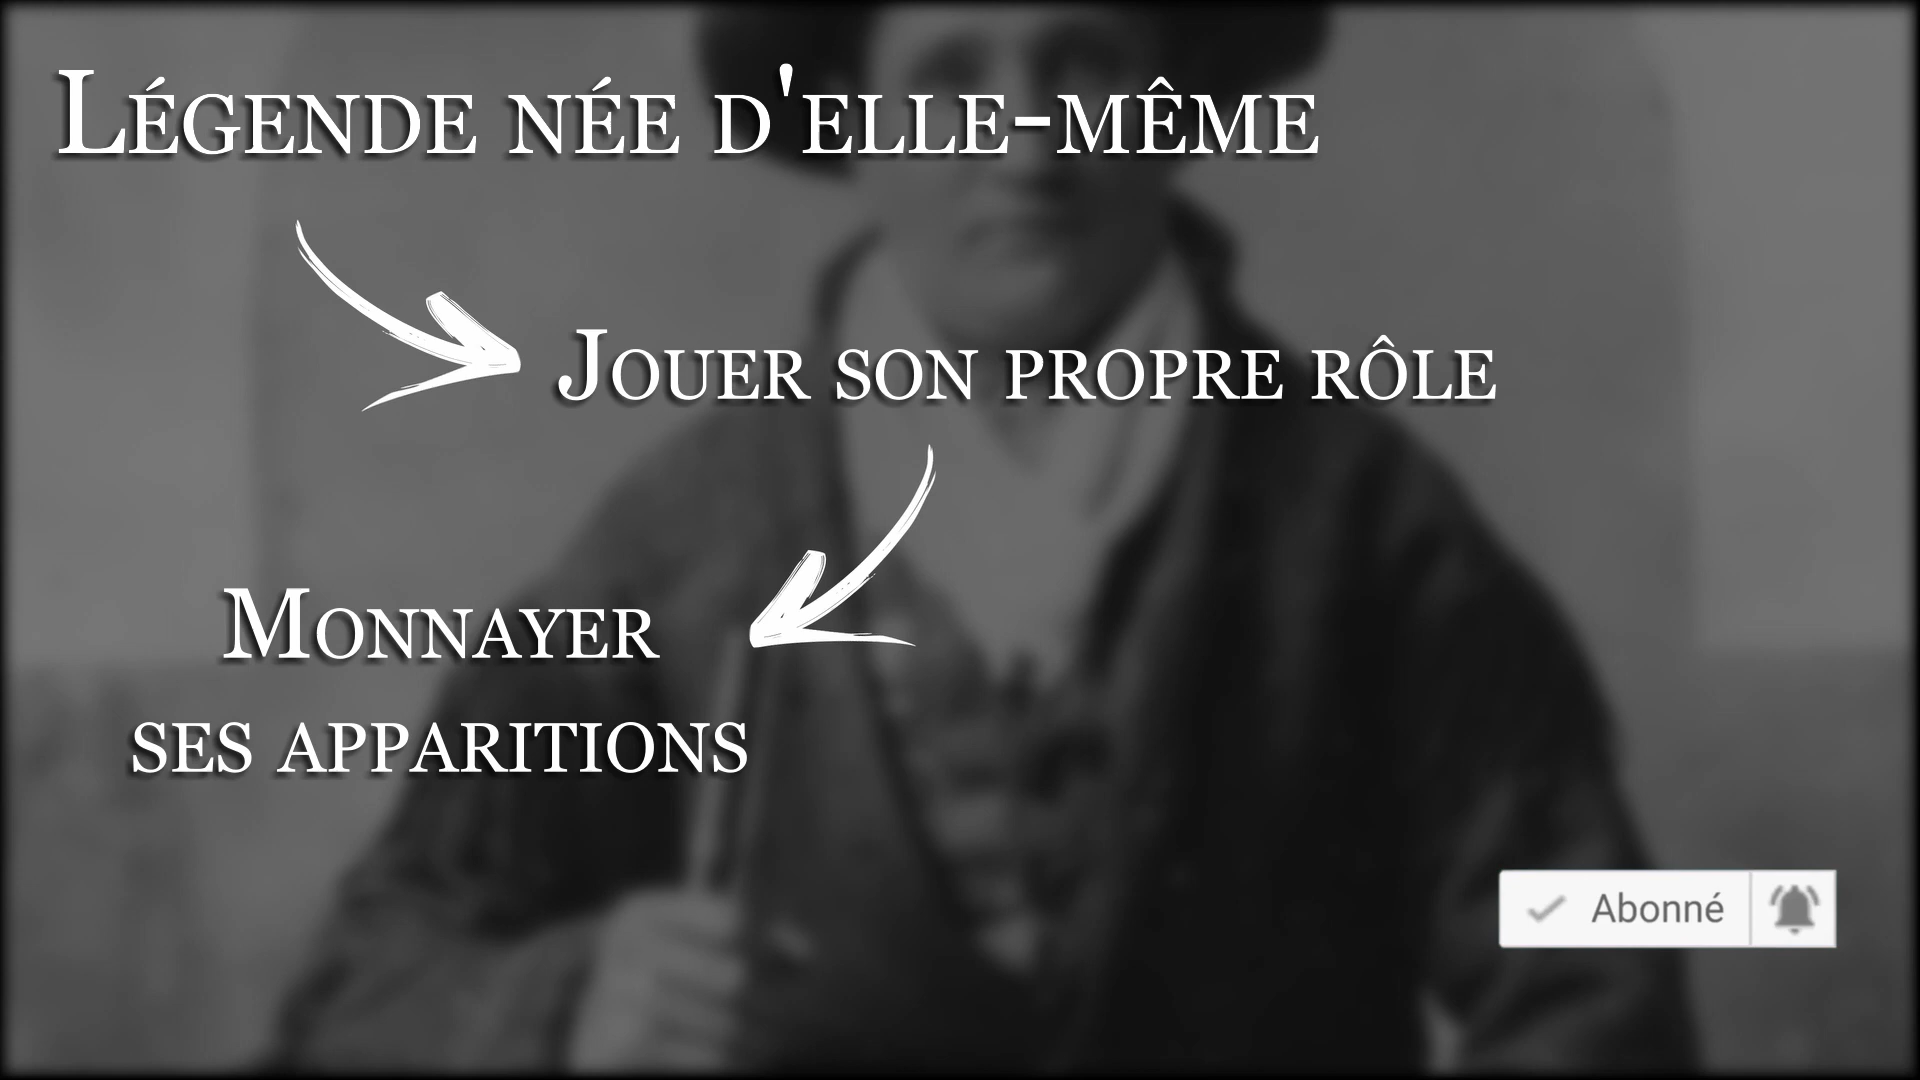 Légende née d'elle-même
Jouer son propre rôle
Monnayer
ses apparitions
Abonné